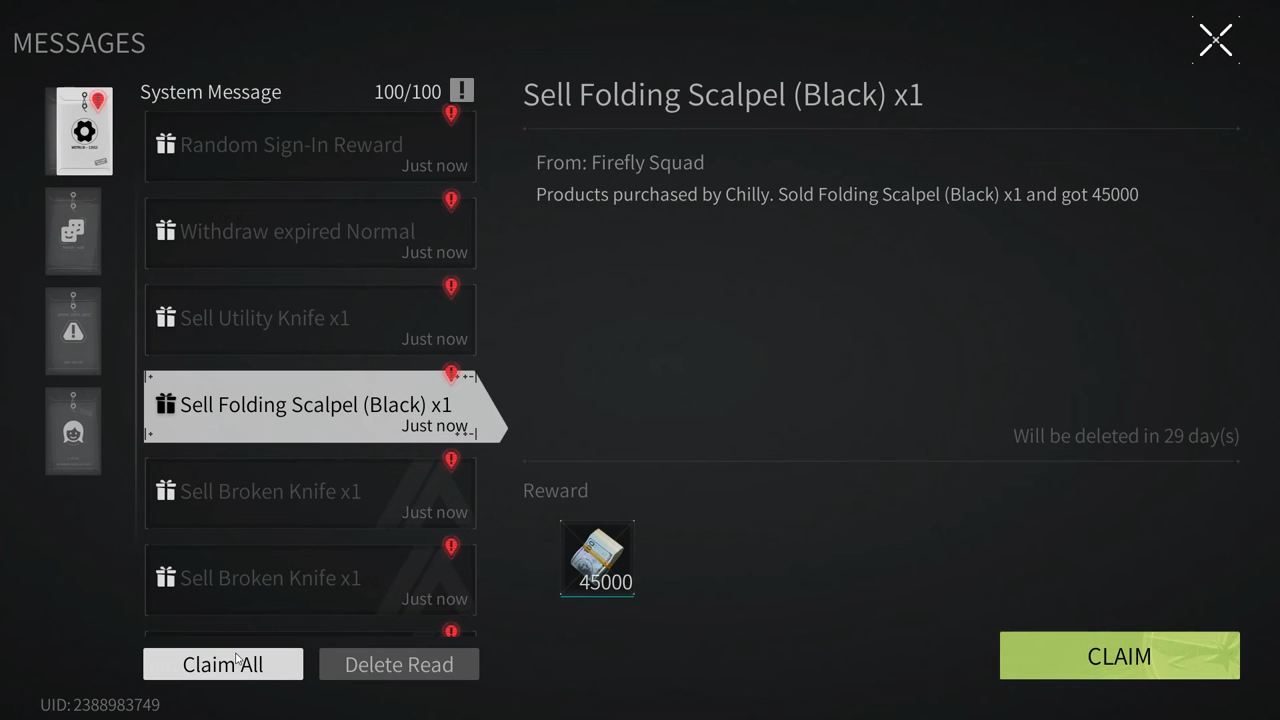 MESSAGES
System Message 100/100
Random Sign-In Reward
Just now
Withdraw expired Normal
Just now
Sell Utility Knife x1
Just now
Sell Folding Scalpel (Black) x1
Just now
Sell Broken Knife x1
Just now
Sell Broken Knife x1
Just now
Claim All
Delete Read
UID: 2388983749
Sell Folding Scalpel (Black) x1
From: Firefly Squad
Products purchased by Chilly. Sold Folding Scalpel (Black) x1 and got 45000
Will be deleted in 29 day(s)
Reward
45000
CLAIM